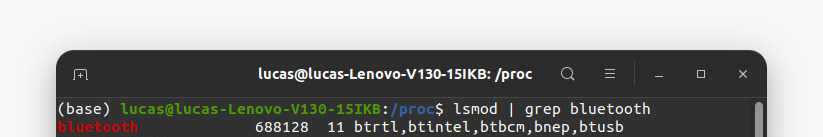 lucas@lucas-Lenovo-V130-15IKB: /proc
(base) lucas@lucas-Lenovo-V130-15IKB:/proc$ lsmod | grep bluetooth
bluetooth             688128  11 btrtl,btintel,btbcm,bnep,btusb